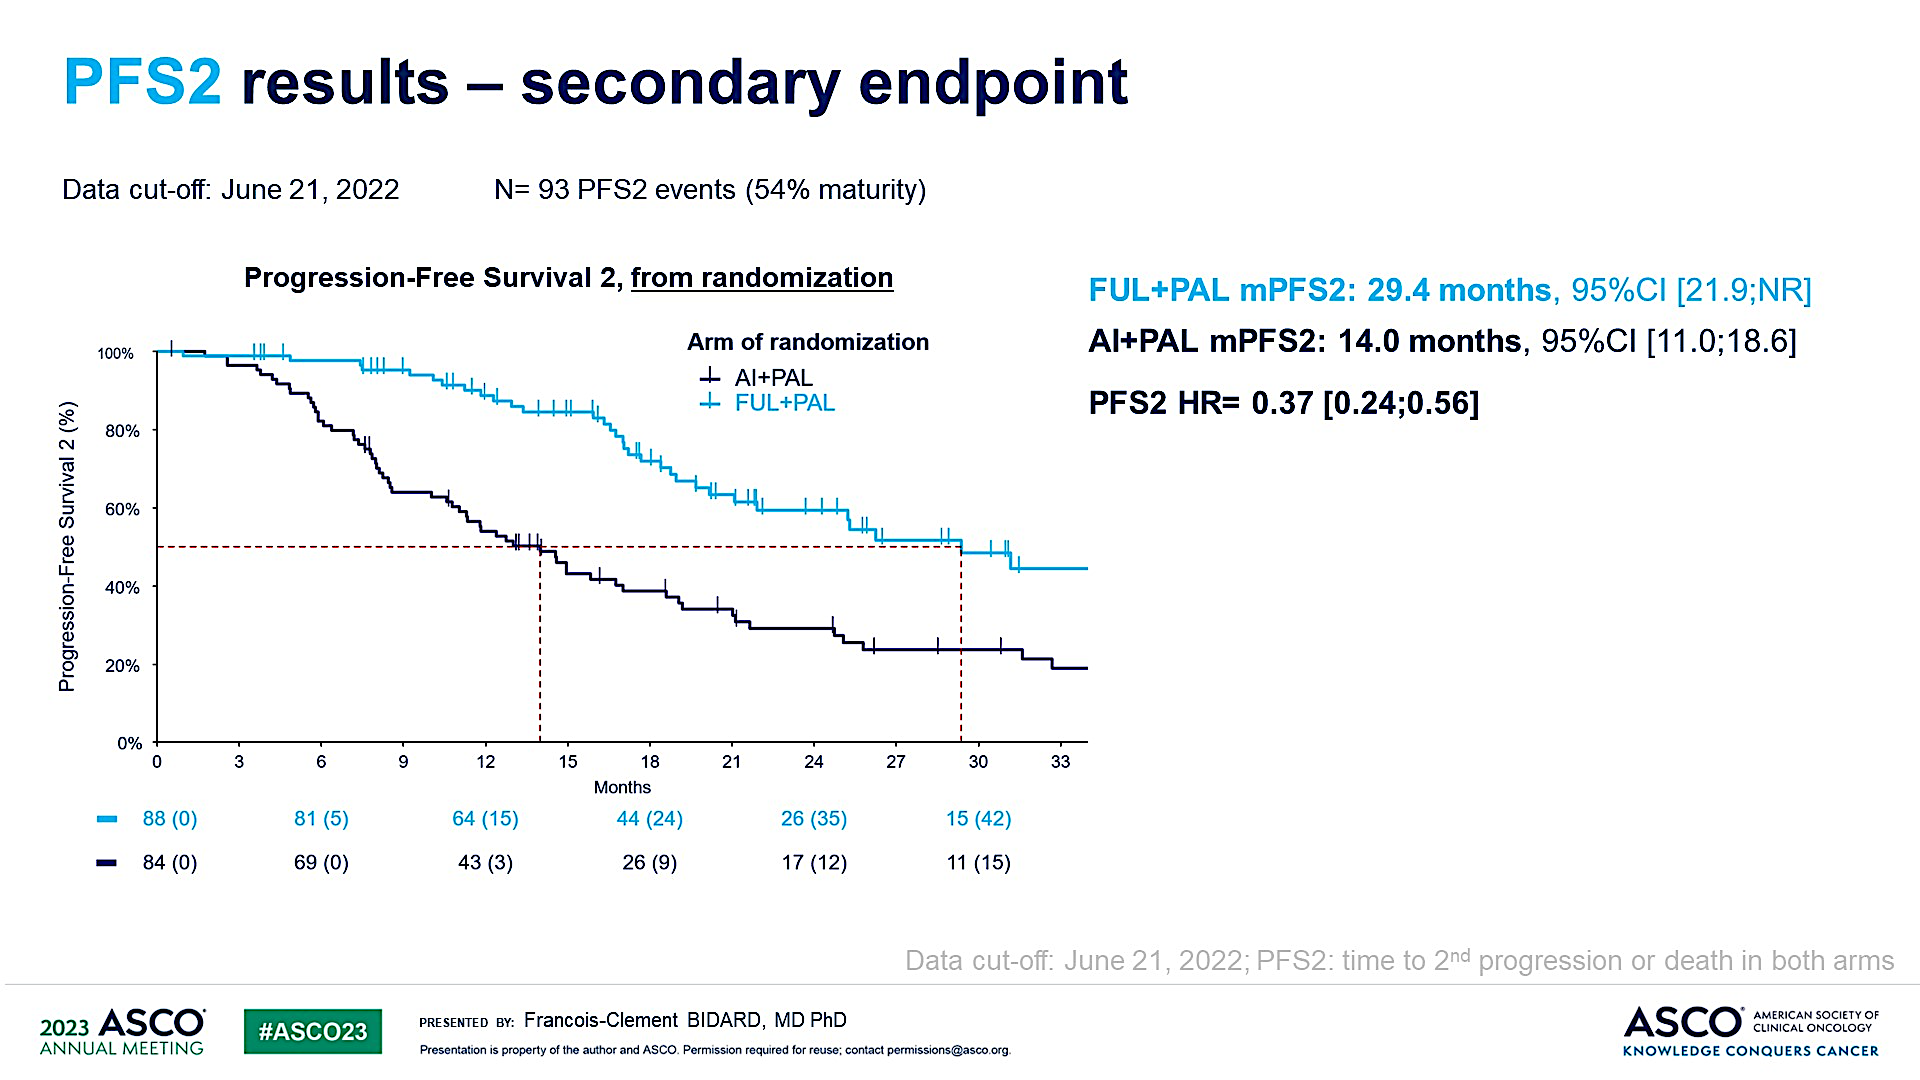 PFS2 results – secondary endpoint
Data cut-off: June 21, 2022 N= 93 PFS2 events (54% maturity)
Progression-Free Survival 2, from randomization
FUL+PAL mPFS2: 29.4 months, 95%CI [21.9;NR]
AI+PAL mPFS2: 14.0 months, 95%CI [11.0;18.6]
PFS2 HR= 0.37 [0.24;0.56]
Arm of randomization
AI+PAL
FUL+PAL
Progression-Free Survival 2 (%)
100%
80%
60%
40%
20%
0%
0 3 6 9 12 15 18 21 24 27 30 33
Months
88 (0) 81 (5) 64 (15) 44 (24) 26 (35) 15 (42)
84 (0) 69 (0) 43 (3) 26 (9) 17 (12) 11 (15)
Data cut-off: June 21, 2022; PFS2: time to 2nd progression or death in both arms
2023 ASCO
ANNUAL MEETING
#ASCO23
PRESENTED BY: Francois-Clement BIDARD, MD PhD
Presentation is property of the author and ASCO. Permission required for reuse; contact permissions@asco.org.
ASCO AMERICAN SOCIETY OF
CLINICAL ONCOLOGY
KNOWLEDGE CONQUERS CANCER